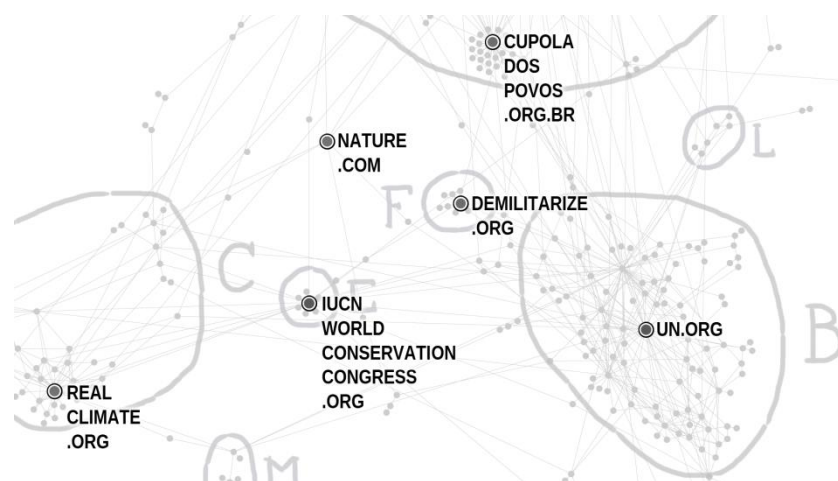 CUPOLA
DOS
POVOS
.ORG.BR
L
NATURE
.COM
F
DEMILITARIZE
.ORG
C
E
IUCN
WORLD
CONSERVATION
CONGRESS
.ORG
UN.ORG
B
REAL
CLIMATE
.ORG
M